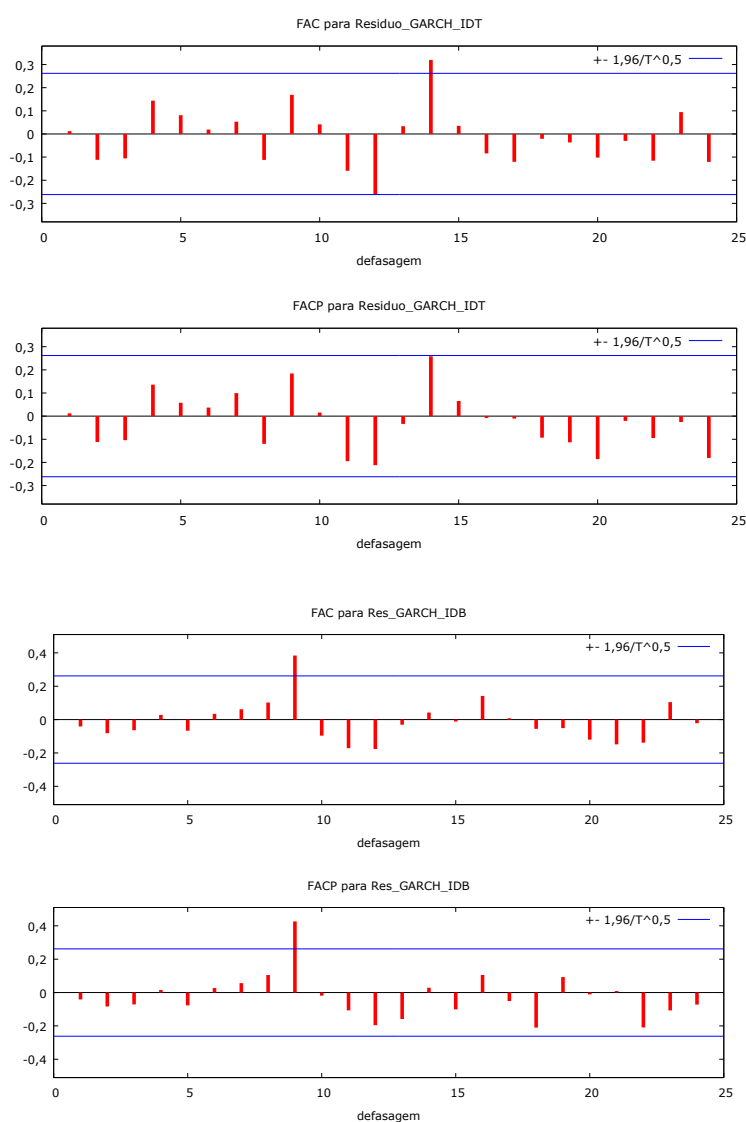 FAC para Residuo_GARCH_IDT
+- 1,96/T^0,5
0,3
0,2
0,1
0
-0,1
-0,2
-0,3
0 5 10 15 20 25
defasagem
FACP para Residuo_GARCH_IDT
+- 1,96/T^0,5
0,3
0,2
0,1
0
-0,1
-0,2
-0,3
0 5 10 15 20 25
defasagem
FAC para Res_GARCH_IDB
+- 1,96/T^0,5
0,4
0,2
0
-0,2
-0,4
0 5 10 15 20 25
defasagem
FACP para Res_GARCH_IDB
+- 1,96/T^0,5
0,4
0,2
0
-0,2
-0,4
0 5 10 15 20 25
defasagem